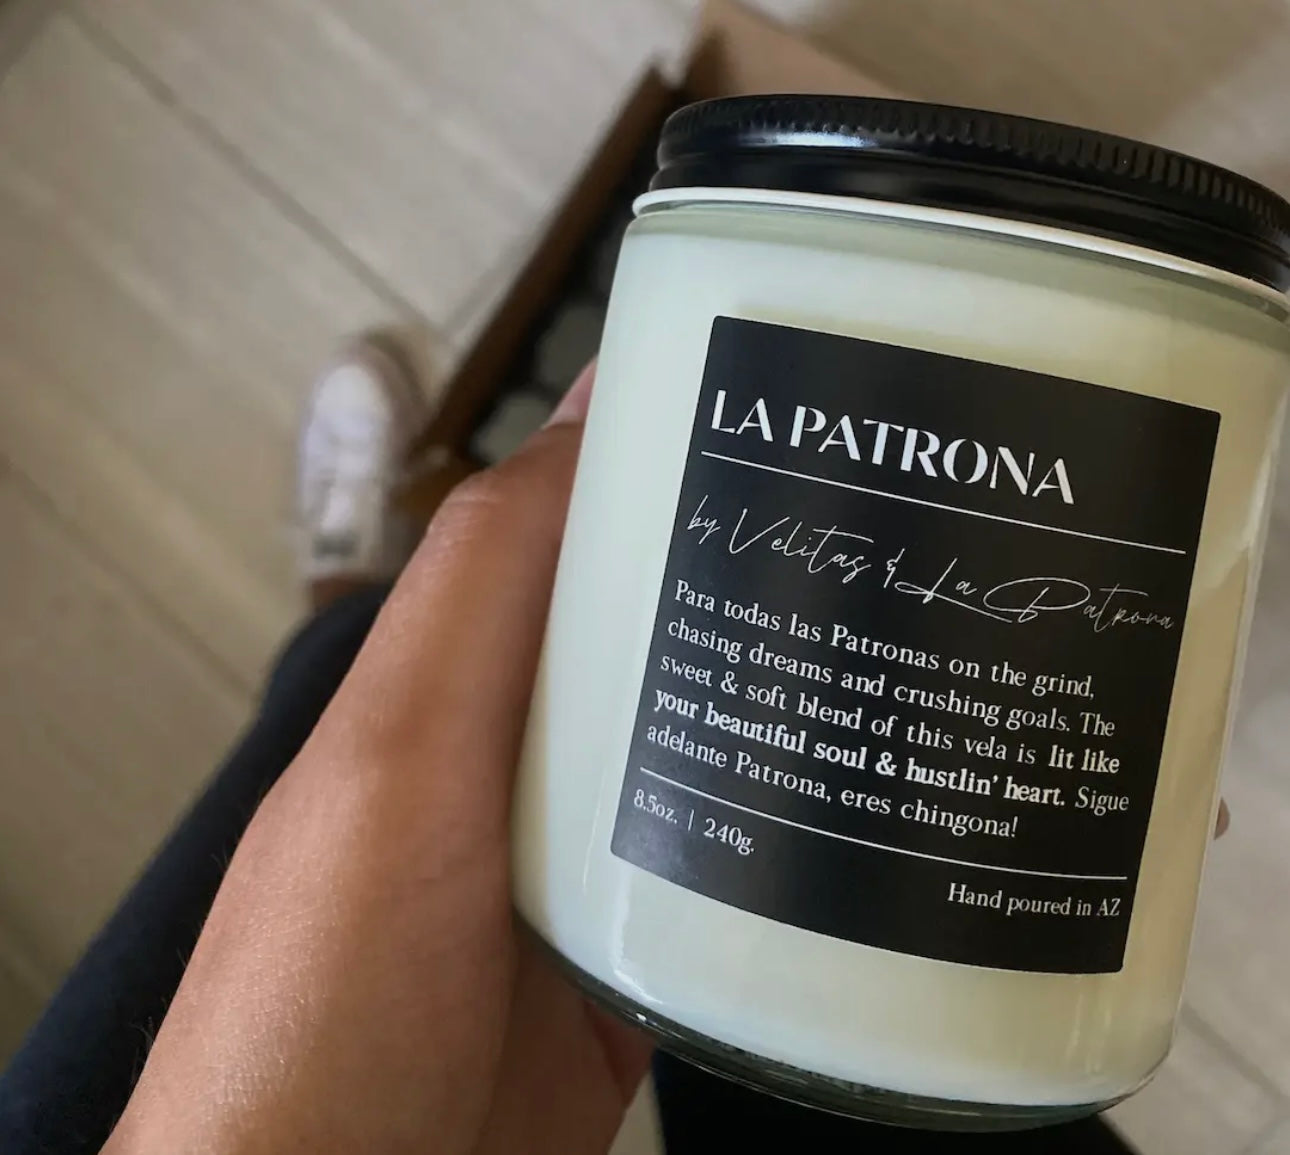 LA PATRONA
by Velitas & La Patrona
Para todas las Patronas on the grind,
chasing dreams and crushing goals. The
sweet & soft blend of this vela is lit like
your beautiful soul & hustlin' heart. Sigue
adelante Patrona, eres chingona!
8.5oz. | 240g.
Hand poured in AZ